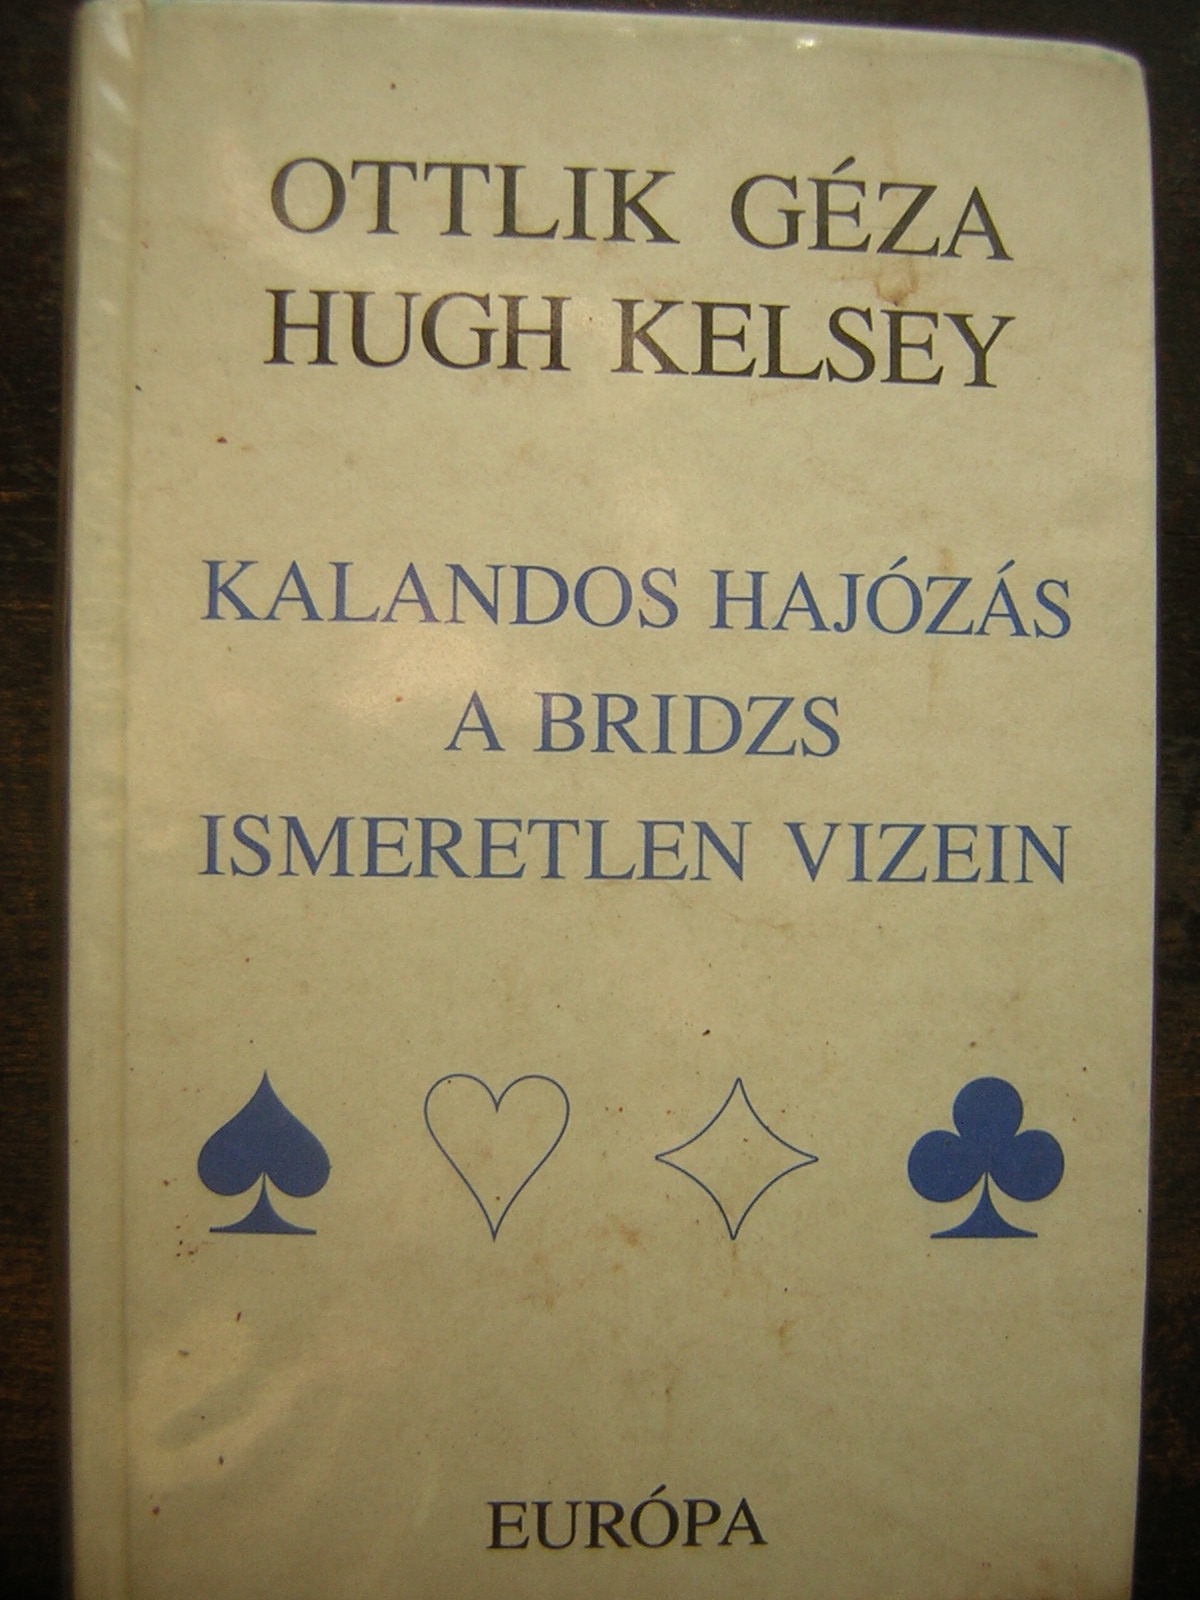 OTTLIK GÉZA
HUGH KELSEY
KALANDOS HAJÓZÁS
A BRIDZS
ISMERETLEN VIZEIN
EURÓPA